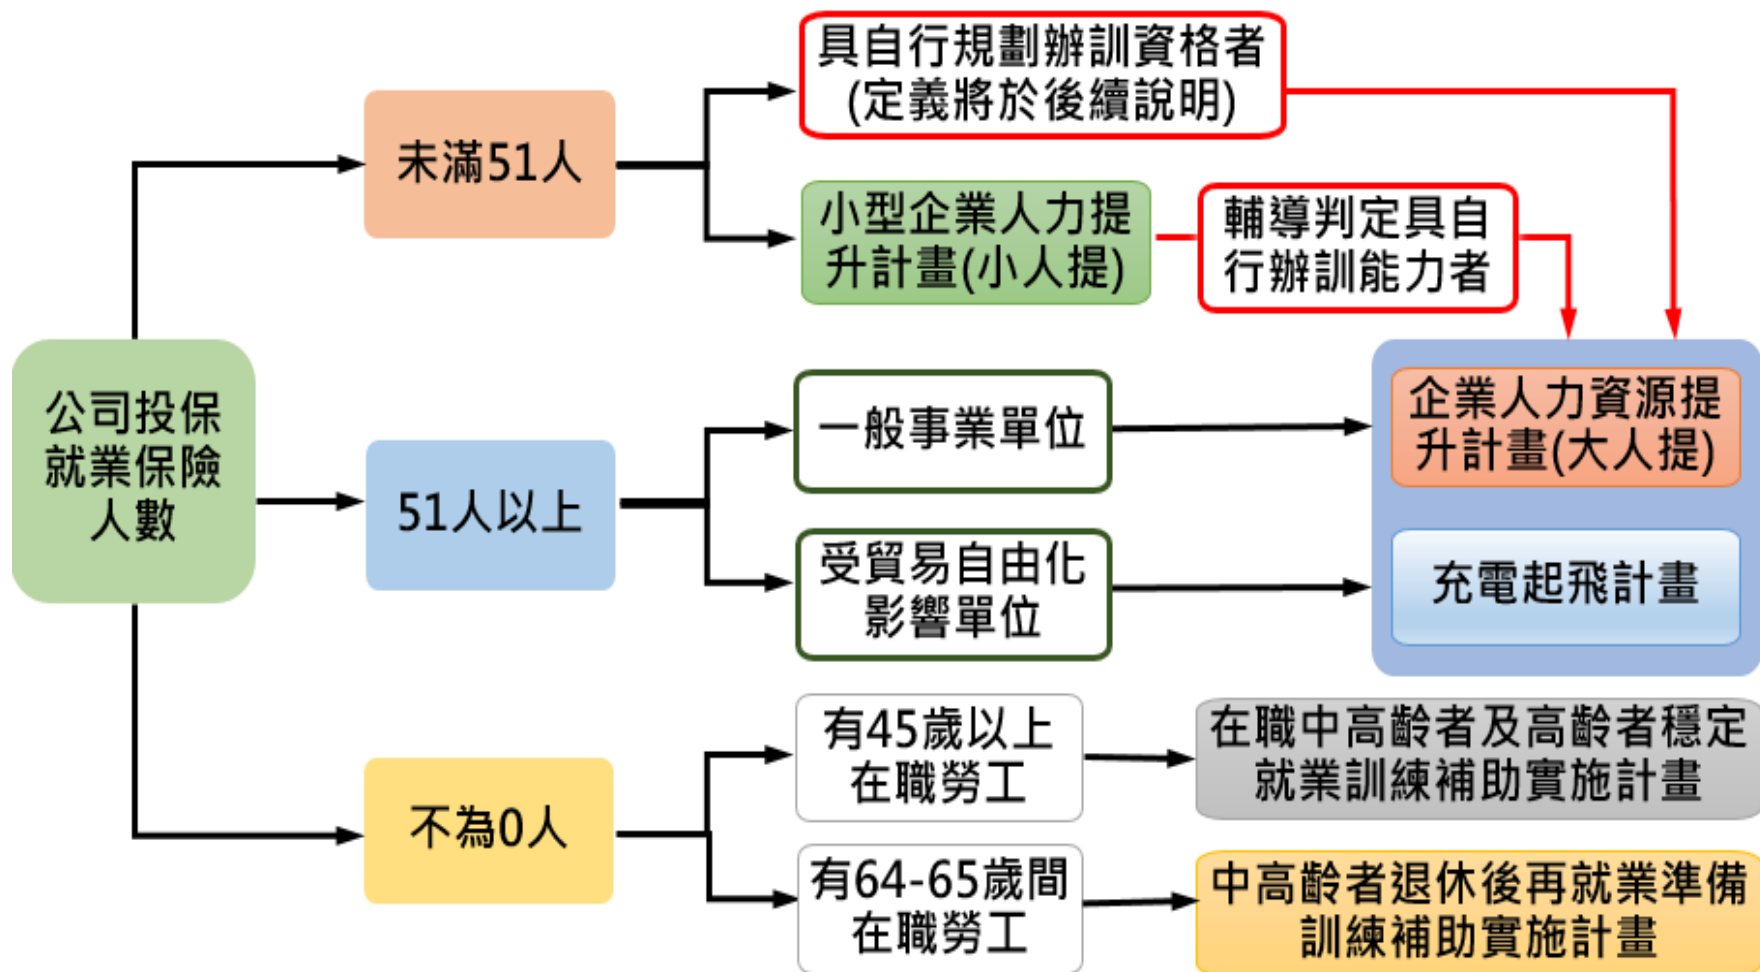 公司投保
就業保險
人數
未滿51人
具自行規劃辦訓資格者
(定義將於後續說明)
小型企業人力提
升計畫(小人提)
輔導判定具自
行辦訓能力者
51人以上
一般事業單位
受貿易自由化
影響單位
企業人力資源提
升計畫(大人提)
充電起飛計畫
不為0人
有45歲以上
在職勞工
在職中高齡者及高齡者穩定
就業訓練補助實施計畫
有64-65歲間
在職勞工
中高齡者退休後再就業準備
訓練補助實施計畫